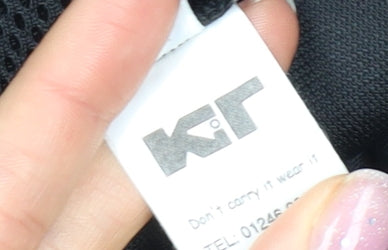 KiT
Don't carry it wear it
TEL: 01246